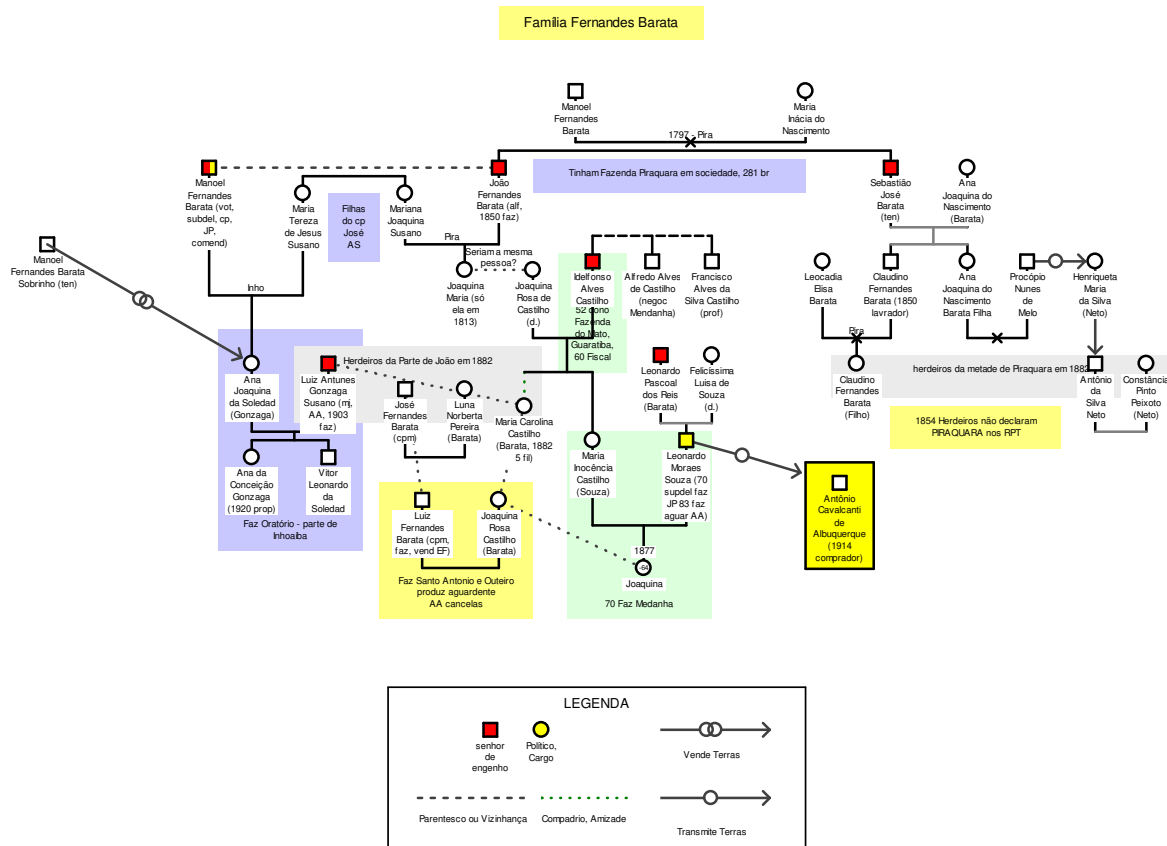 Família Fernandes Barata
Manoel
Fernandes
Barata
Maria
Inácia do
Nascimento
1797 - Pira
Manoel
Fernandes
Barata (vot,
subdel, cp,
JP,
comend)
Maria
Tereza
de Jesus
Susano
Filhas
do cp
José
AS
Mariana
Joaquina
Susano
João
Fernandes
Barata (alf,
1850 faz)
Tinham Fazenda Piraquara em sociedade, 281 br
Sebastião
José
Barata
(ten)
Ana
Joaquina do
Nascimento
(Barata)
Manoel
Fernandes Barata
Sobrinho (ten)
Pira
Seriam a mesma
pessoa?
Joaquina
Maria (só
ela em
1813)
Joaquina
Rosa de
Castilho
(d.)
Idelfonso
Alves
Castilho
52 dono
Fazenda
do Mato,
Guaratiba,
60 Fiscal
Alfredo Alves
de Castilho
(negoc
Mendanha)
Francisco
Alves da
Silva Castilho
(prof)
Leocadia
Elisa
Barata
Claudino
Fernandes
Barata (1850
lavrador)
Ana
Joaquina do
Nascimento
Barata Filha
Procópio
Nunes
de
Melo
Henriqueta
Maria
da Silva
(Neto)
Inho
Pira
Ana
Joaquina
da Soledad
(Gonzaga)
Luiz Antunes
Gonzaga
Susano (mj,
AA, 1903
faz)
Herdeiros da Parte de João em 1882
José
Fernandes
Barata
(cpm)
Luna
Norberta
Pereira
(Barata)
Maria Carolina
Castilho
(Barata, 1882
5 fil)
Leonardo
Pascoal
dos Reis
(Barata)
Felicíssima
Luisa de
Souza
(d.)
Claudino
Fernandes
Barata
(Filho)
herdeiros da metade de Piraquara em 1882
Antônio
da
Silva
Neto
Constância
Pinto
Peixoto
(Neto)
1854 Herdeiros não declaram
PIRAQUARA nos RPT
Ana da
Conceição
Gonzaga
(1920 prop)
Vitor
Leonardo
da
Soledad
Faz Oratório - parte de
Inhoaiba
Maria
Inocência
Castilho
(Souza)
Leonardo
Moraes
Souza (70
supdel faz
JP 83 faz
aguar AA)
Antônio
Cavalcanti
de
Albuquerque
(1914
comprador)
Luiz
Fernandes
Barata (cpm,
faz, vend EF)
Joaquina
Rosa
Castilho
(Barata)
Faz Santo Antonio e Outeiro
produz aguardente
AA cancelas
1877
-64
Joaquina
70 Faz Medanha
LEGENDA
senhor
de
engenho
Político,
Cargo
Vende Terras
Parentesco ou Vizinhança
Compadrio, Amizade
Transmite Terras